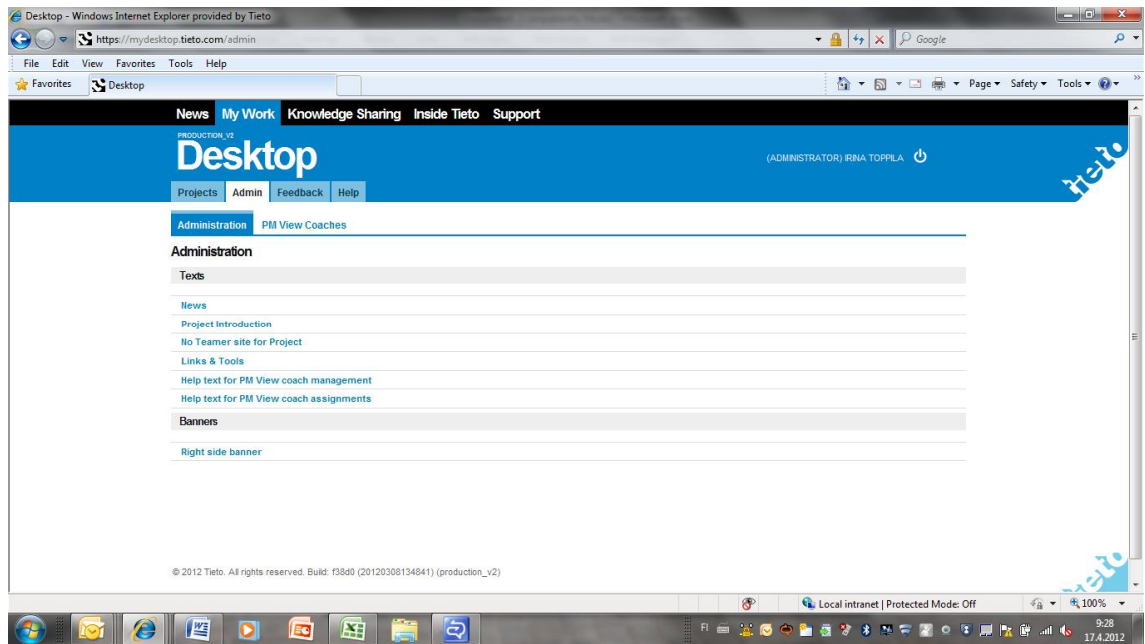 Desktop - Windows Internet Explorer provided by Tieto
https://mydesktop.tieto.com/admin
Google
File Edit View Favorites Tools Help
Favorites Desktop Page Safety Tools
News My Work Knowledge Sharing Inside Tieto Support
PRODUCTION_V2
Desktop
(ADMINISTRATOR) IRINA TOPPILA
tieto
Projects Admin Feedback Help
Administration PM View Coaches
Administration
Texts
News
Project Introduction
No Teamer site for Project
Links & Tools
Help text for PM View coach management
Help text for PM View coach assignments
Banners
Right side banner
© 2012 Tieto. All rights reserved. Build: f38d0 (20120308134841) (production_v2)
tieto
Local intranet | Protected Mode: Off 100%
FI
9:28
17.4.2012